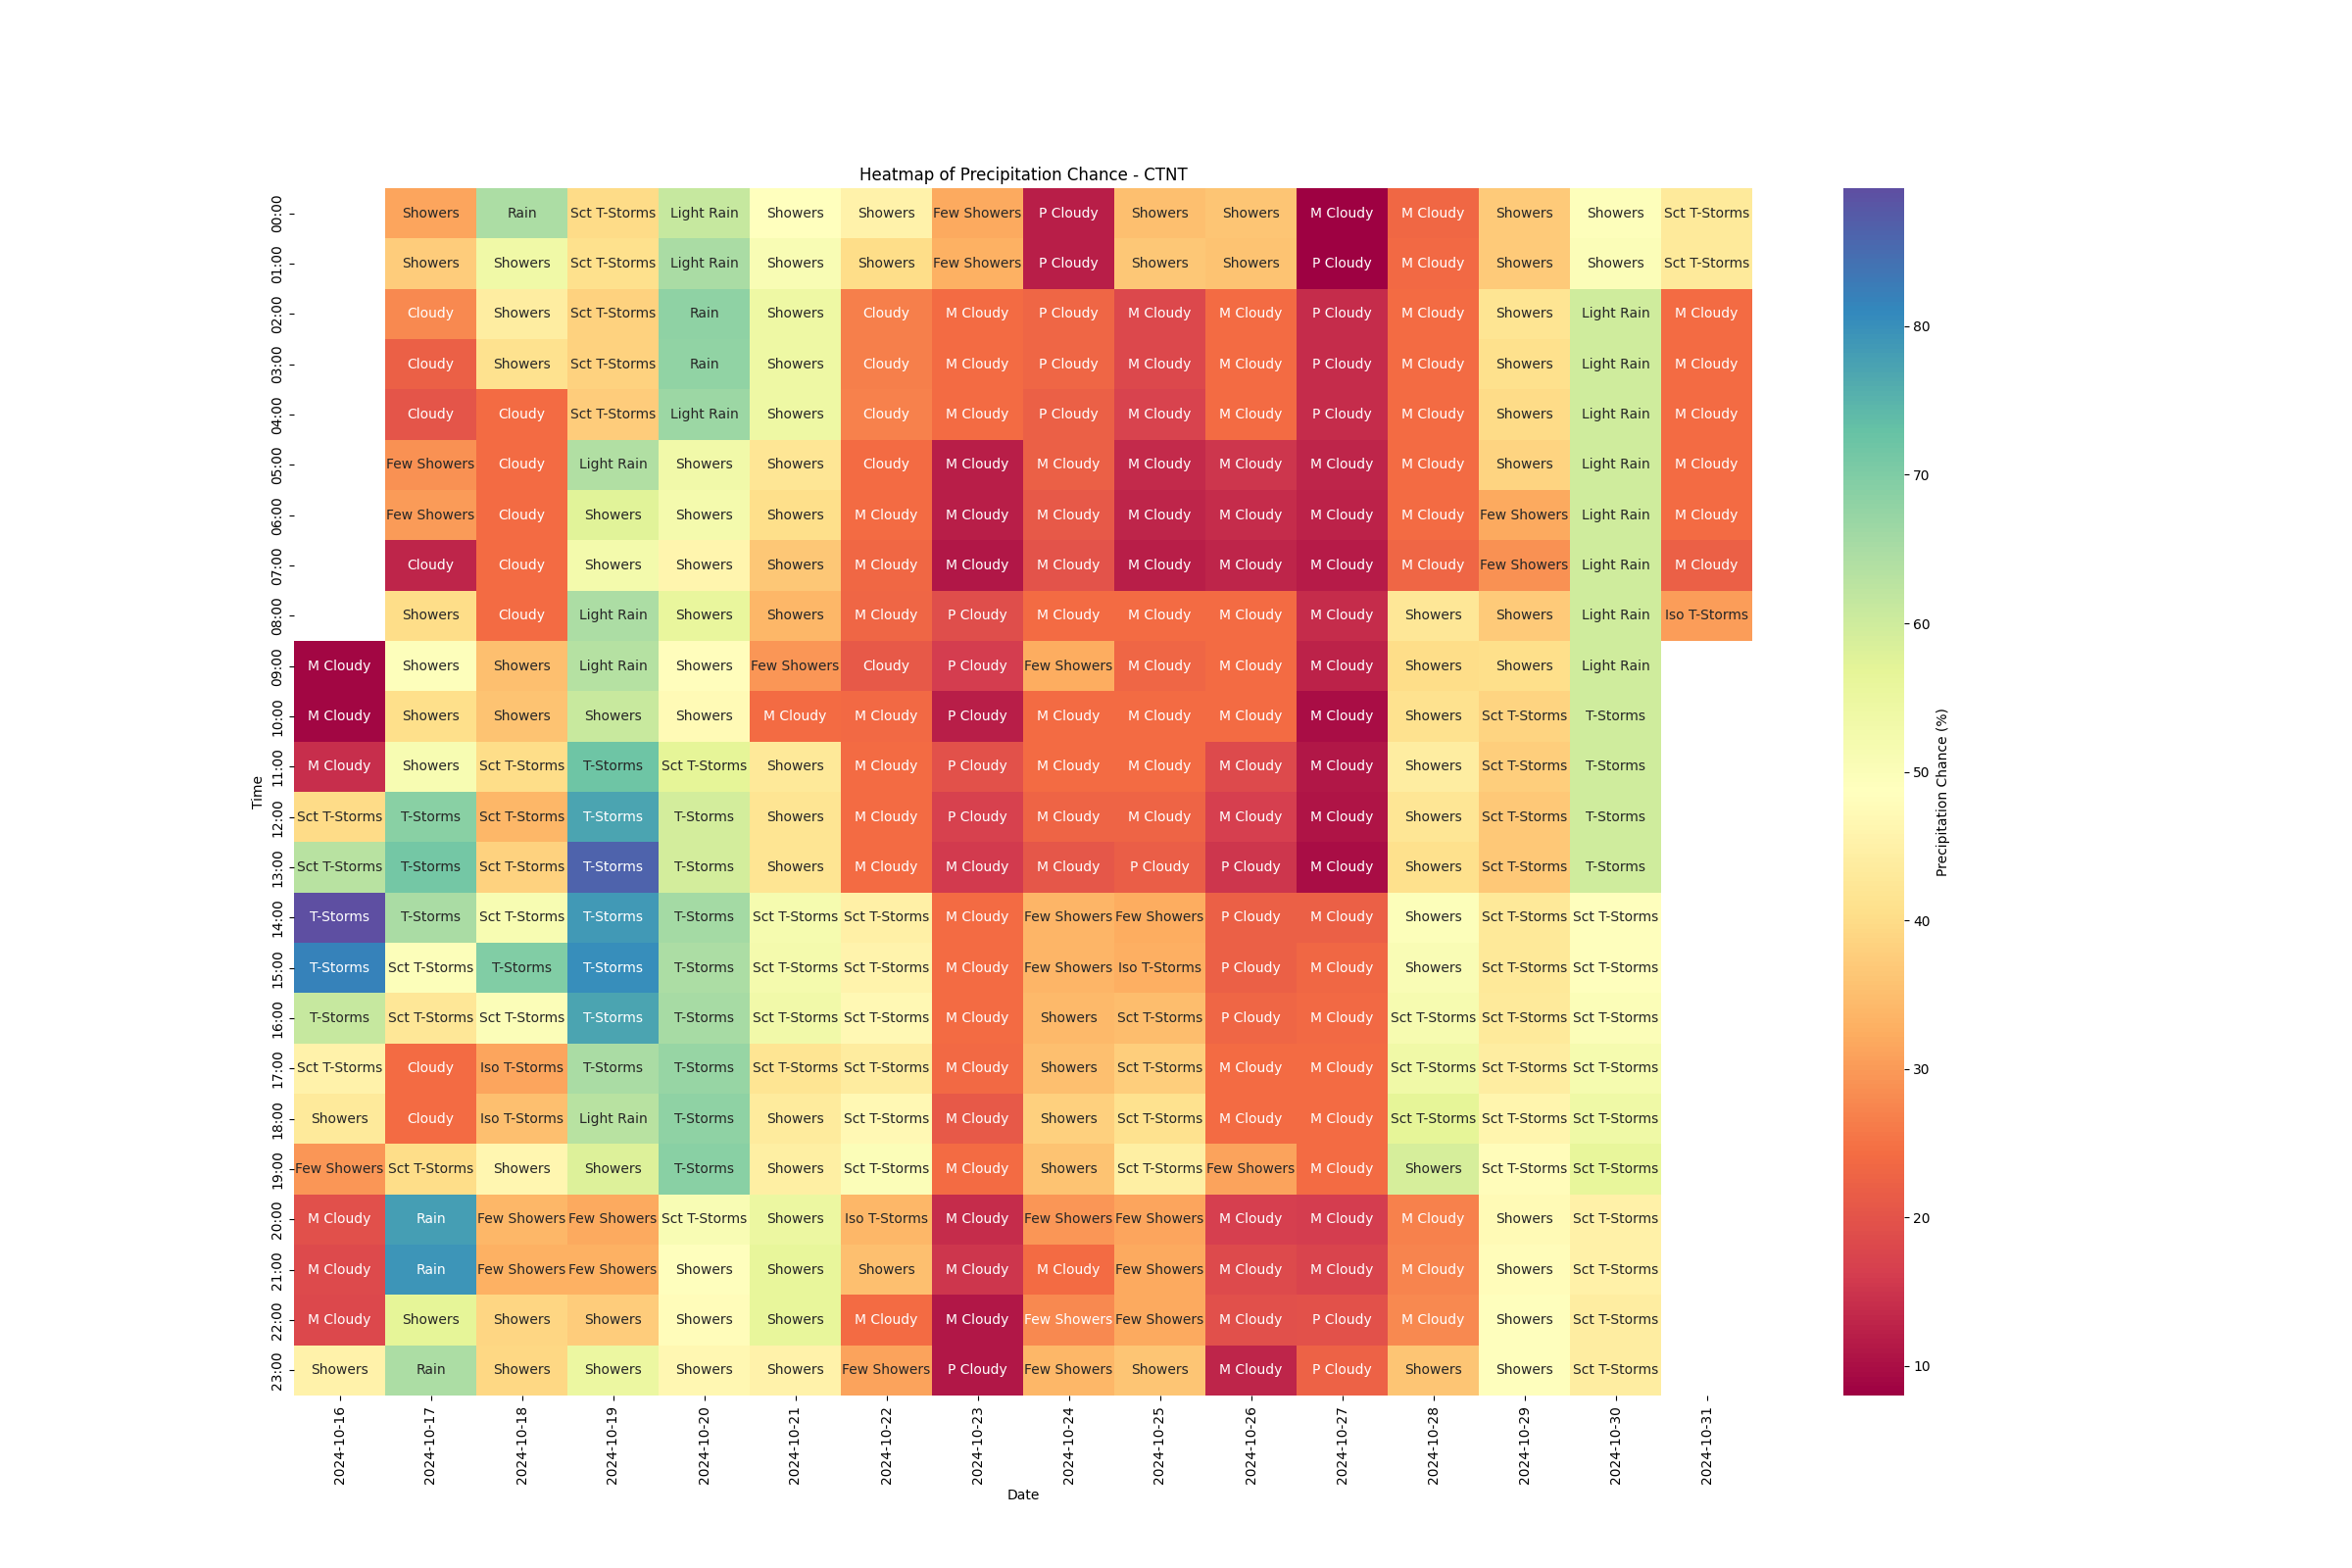 Heatmap of Precipitation Chance - CTNT
00:00 Showers Rain Sct T-Storms Light Rain Showers Showers Few Showers P Cloudy Showers Showers M Cloudy M Cloudy Showers Showers Sct T-Storms
01:00 Showers Showers Sct T-Storms Light Rain Showers Showers Few Showers P Cloudy Showers Showers P Cloudy M Cloudy Showers Showers Sct T-Storms
02:00 Cloudy Showers Sct T-Storms Rain Showers Cloudy M Cloudy P Cloudy M Cloudy M Cloudy P Cloudy M Cloudy Showers Light Rain M Cloudy
03:00 Cloudy Showers Sct T-Storms Rain Showers Cloudy M Cloudy P Cloudy M Cloudy M Cloudy P Cloudy M Cloudy Showers Light Rain M Cloudy
04:00 Cloudy Cloudy Sct T-Storms Light Rain Showers Cloudy M Cloudy P Cloudy M Cloudy M Cloudy P Cloudy M Cloudy Showers Light Rain M Cloudy
05:00 Few Showers Cloudy Light Rain Showers Showers Cloudy M Cloudy M Cloudy M Cloudy M Cloudy M Cloudy M Cloudy Showers Light Rain M Cloudy
06:00 Few Showers Cloudy Showers Showers Showers M Cloudy M Cloudy M Cloudy M Cloudy M Cloudy M Cloudy M Cloudy Few Showers Light Rain M Cloudy
07:00 Cloudy Cloudy Showers Showers Showers M Cloudy M Cloudy M Cloudy M Cloudy M Cloudy M Cloudy M Cloudy Few Showers Light Rain M Cloudy
08:00 Showers Cloudy Light Rain Showers Showers M Cloudy P Cloudy M Cloudy M Cloudy M Cloudy M Cloudy Showers Showers Light Rain Iso T-Storms
09:00 M Cloudy Showers Showers Light Rain Showers Few Showers Cloudy P Cloudy Few Showers M Cloudy M Cloudy M Cloudy Showers Showers Light Rain
10:00 M Cloudy Showers Showers Showers Showers M Cloudy M Cloudy P Cloudy M Cloudy M Cloudy M Cloudy M Cloudy Showers Sct T-Storms T-Storms
11:00 M Cloudy Showers Sct T-Storms T-Storms Sct T-Storms Showers M Cloudy P Cloudy M Cloudy M Cloudy M Cloudy M Cloudy Showers Sct T-Storms T-Storms
12:00 Sct T-Storms T-Storms Sct T-Storms T-Storms T-Storms Showers M Cloudy P Cloudy M Cloudy M Cloudy M Cloudy M Cloudy Showers Sct T-Storms T-Storms
13:00 Sct T-Storms T-Storms Sct T-Storms T-Storms T-Storms Showers M Cloudy M Cloudy M Cloudy P Cloudy P Cloudy M Cloudy Showers Sct T-Storms T-Storms
14:00 T-Storms T-Storms Sct T-Storms T-Storms T-Storms Sct T-Storms Sct T-Storms M Cloudy Few Showers Few Showers P Cloudy M Cloudy Showers Sct T-Storms Sct T-Storms
15:00 T-Storms Sct T-Storms T-Storms T-Storms T-Storms Sct T-Storms Sct T-Storms M Cloudy Few Showers Iso T-Storms P Cloudy M Cloudy Showers Sct T-Storms Sct T-Storms
16:00 T-Storms Sct T-Storms Sct T-Storms T-Storms T-Storms Sct T-Storms Sct T-Storms M Cloudy Showers Sct T-Storms P Cloudy M Cloudy Sct T-Storms Sct T-Storms Sct T-Storms
17:00 Sct T-Storms Cloudy Iso T-Storms T-Storms T-Storms Sct T-Storms Sct T-Storms M Cloudy Showers Sct T-Storms M Cloudy M Cloudy Sct T-Storms Sct T-Storms Sct T-Storms
18:00 Showers Cloudy Iso T-Storms Light Rain T-Storms Showers Sct T-Storms M Cloudy Showers Sct T-Storms M Cloudy M Cloudy Sct T-Storms Sct T-Storms Sct T-Storms
19:00 Few Showers Sct T-Storms Showers Showers T-Storms Showers Sct T-Storms M Cloudy Showers Sct T-Storms Few Showers M Cloudy Showers Sct T-Storms Sct T-Storms
20:00 M Cloudy Rain Few Showers Few Showers Sct T-Storms Showers Iso T-Storms M Cloudy Few Showers Few Showers M Cloudy M Cloudy M Cloudy Showers Sct T-Storms
21:00 M Cloudy Rain Few Showers Few Showers Showers Showers Showers M Cloudy M Cloudy Few Showers M Cloudy M Cloudy M Cloudy Showers Sct T-Storms
22:00 M Cloudy Showers Showers Showers Showers Showers M Cloudy M Cloudy Few Showers Few Showers M Cloudy P Cloudy M Cloudy Showers Sct T-Storms
23:00 Showers Rain Showers Showers Showers Showers Few Showers P Cloudy Few Showers Showers M Cloudy P Cloudy Showers Showers Sct T-Storms
Time
2024-10-16 2024-10-17 2024-10-18 2024-10-19 2024-10-20 2024-10-21 2024-10-22 2024-10-23 2024-10-24 2024-10-25 2024-10-26 2024-10-27 2024-10-28 2024-10-29 2024-10-30 2024-10-31
Date
80
70
60
50
40
30
20
10
Precipitation Chance (%)